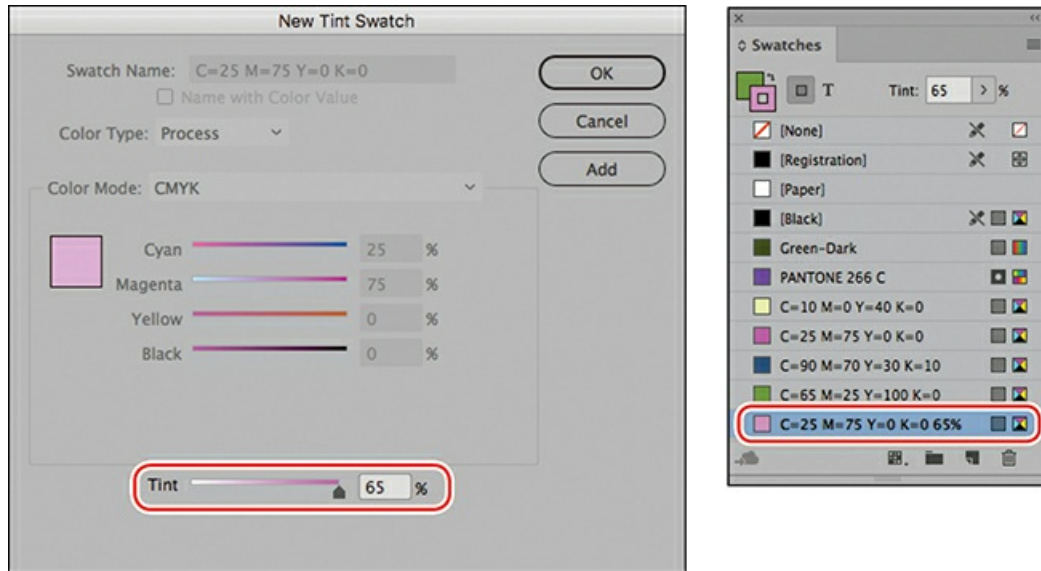 New Tint Swatch
Swatch Name: C=25 M=75 Y=0 K=0
Name with Color Value
Color Type: Process
Color Mode: CMYK
Cyan 25 %
Magenta 75 %
Yellow 0 %
Black 0 %
Tint 65 %
OK
Cancel
Add
Swatches
T Tint: 65 > %
[None]
[Registration]
[Paper]
[Black]
Green-Dark
PANTONE 266 C
C=10 M=0 Y=40 K=0
C=25 M=75 Y=0 K=0
C=90 M=70 Y=30 K=10
C=65 M=25 Y=100 K=0
C=25 M=75 Y=0 K=0 65%